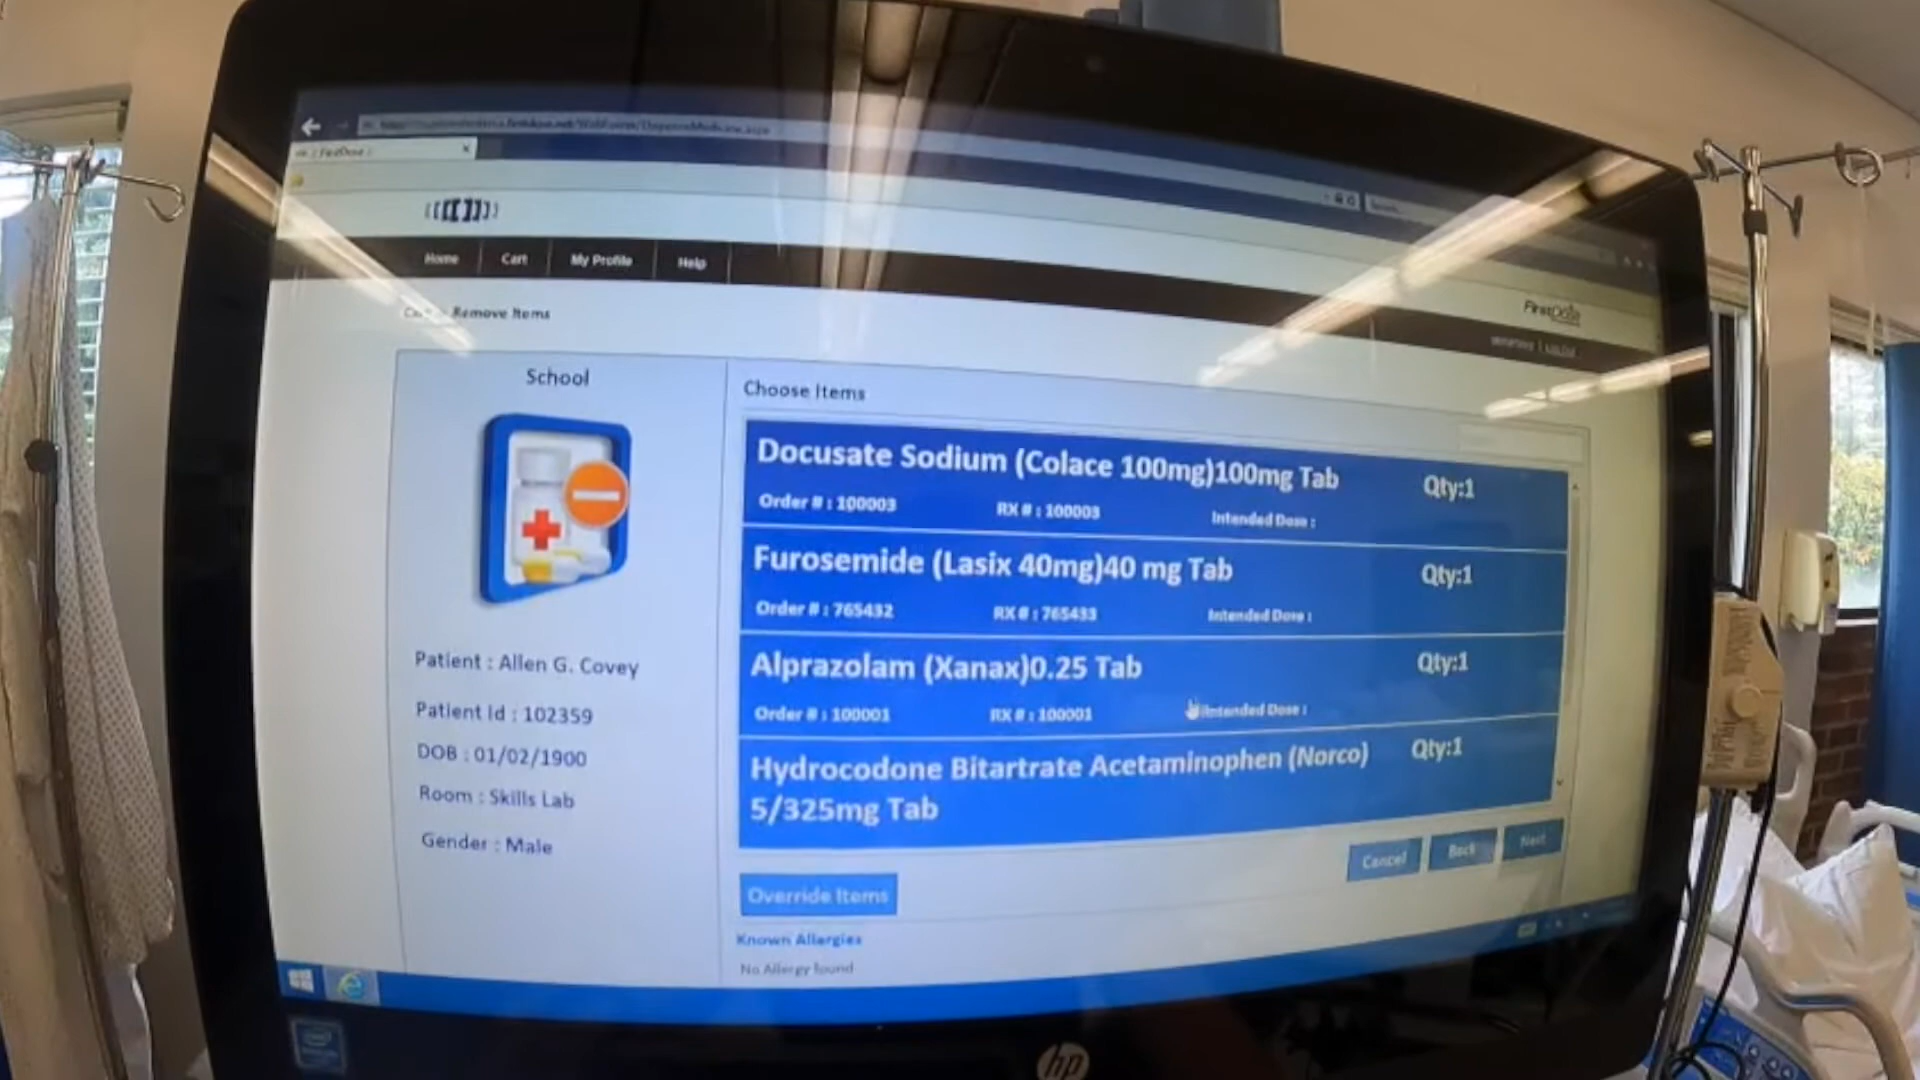 Home Cart My Profile Help
Remove Items
FirstDose
School
Choose Items
Docusate Sodium (Colace 100mg)100mg Tab Qty:1
Order # : 100003 RX # : 100003 Intended Dose :
Furosemide (Lasix 40mg)40 mg Tab Qty:1
Order # : 765432 RX # : 765433 Intended Dose :
Alprazolam (Xanax)0.25 Tab Qty:1
Order # : 100001 RX # : 100001 Intended Dose :
Hydrocodone Bitartrate Acetaminophen (Norco) Qty:1
5/325mg Tab
Patient : Allen G. Covey
Patient Id : 102359
DOB : 01/02/1900
Room : Skills Lab
Gender : Male
Cancel Back Next
Override Items
Known Allergies
No Allergy found
hp